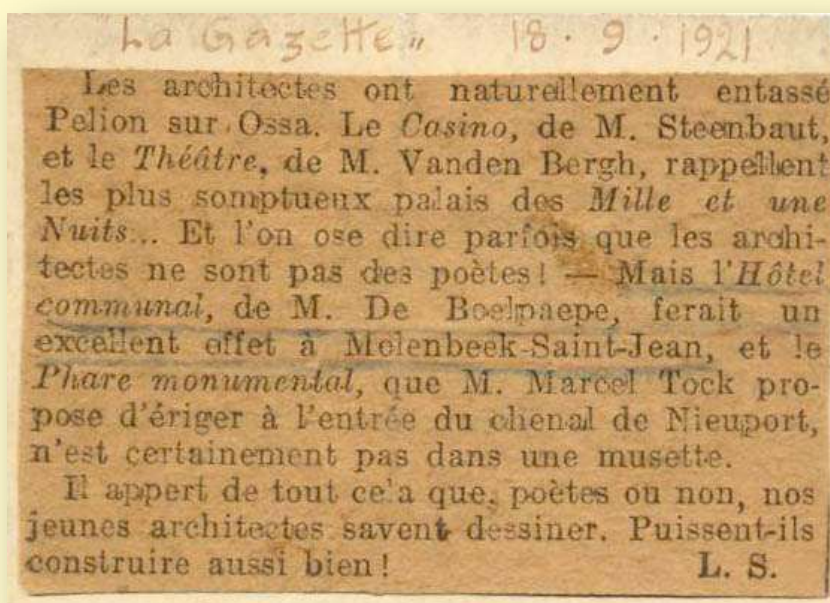 "La Gazette" 18.9.1921
Les architectes ont naturellement entassé
Pelion sur Ossa. Le Casino, de M. Steenbaut,
et le Théâtre, de M. Vanden Bergh, rappellent
les plus somptueux palais des Mille et une
Nuits... Et l'on ose dire parfois que les archi-
tectes ne sont pas des poètes! — Mais l'Hôtel
communal, de M. De Boelpaepe, ferait un
excellent effet à Molenbeek-Saint-Jean, et le
Phare monumental, que M. Marcel Tock pro-
pose d'ériger à l'entrée du chenal de Nieuport,
n'est certainement pas dans une musette.
Il appert de tout cela que, poètes ou non, nos
jeunes architectes savent dessiner. Puissent-ils
construire aussi bien! L. S.